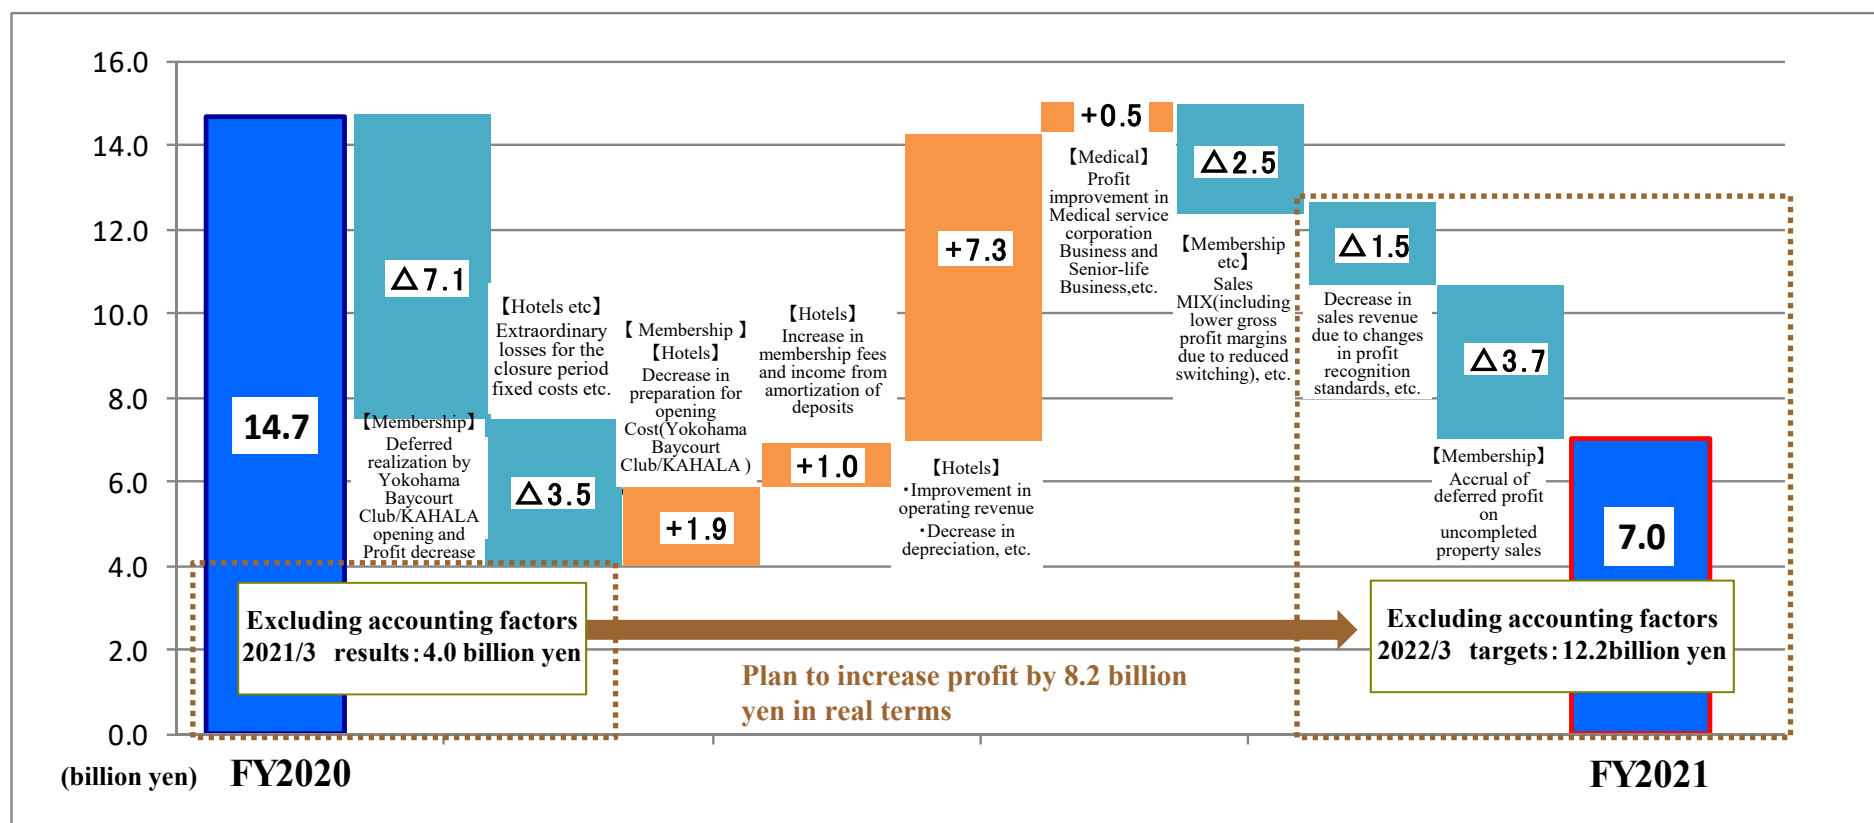 16.0
14.0
12.0
10.0
8.0
6.0
4.0
2.0
0.0
(billion yen)
14.7
△7.1
【Membership】
Deferred
realization by
Yokohama
Baycourt
Club/KAHALA
opening and
Profit decrease
【Hotels etc】
Extraordinary
losses for the
closure period
fixed costs etc.
△3.5
【 Membership 】
【Hotels】
Decrease in
preparation for
opening
Cost(Yokohama
Baycourt
Club/KAHALA )
+1.9
【Hotels】
Increase in
membership fees
and income from
amortization of
deposits
+1.0
+7.3
【Hotels】
・Improvement in
operating revenue
・Decrease in
depreciation, etc.
+0.5
【Medical】
Profit
improvement in
Medical service
corporation
Business and
Senior-life
Business,etc.
△2.5
【Membership
etc】
Sales
MIX(including
lower gross
profit margins
due to reduced
switching), etc.
△1.5
Decrease in
sales revenue
due to changes
in profit
recognition
standards, etc.
△3.7
【Membership】
Accrual of
deferred profit
on
uncompleted
property sales
7.0
Excluding accounting factors
2021/3 results：4.0 billion yen
Plan to increase profit by 8.2 billion
yen in real terms
Excluding accounting factors
2022/3 targets：12.2billion yen
FY2020
FY2021